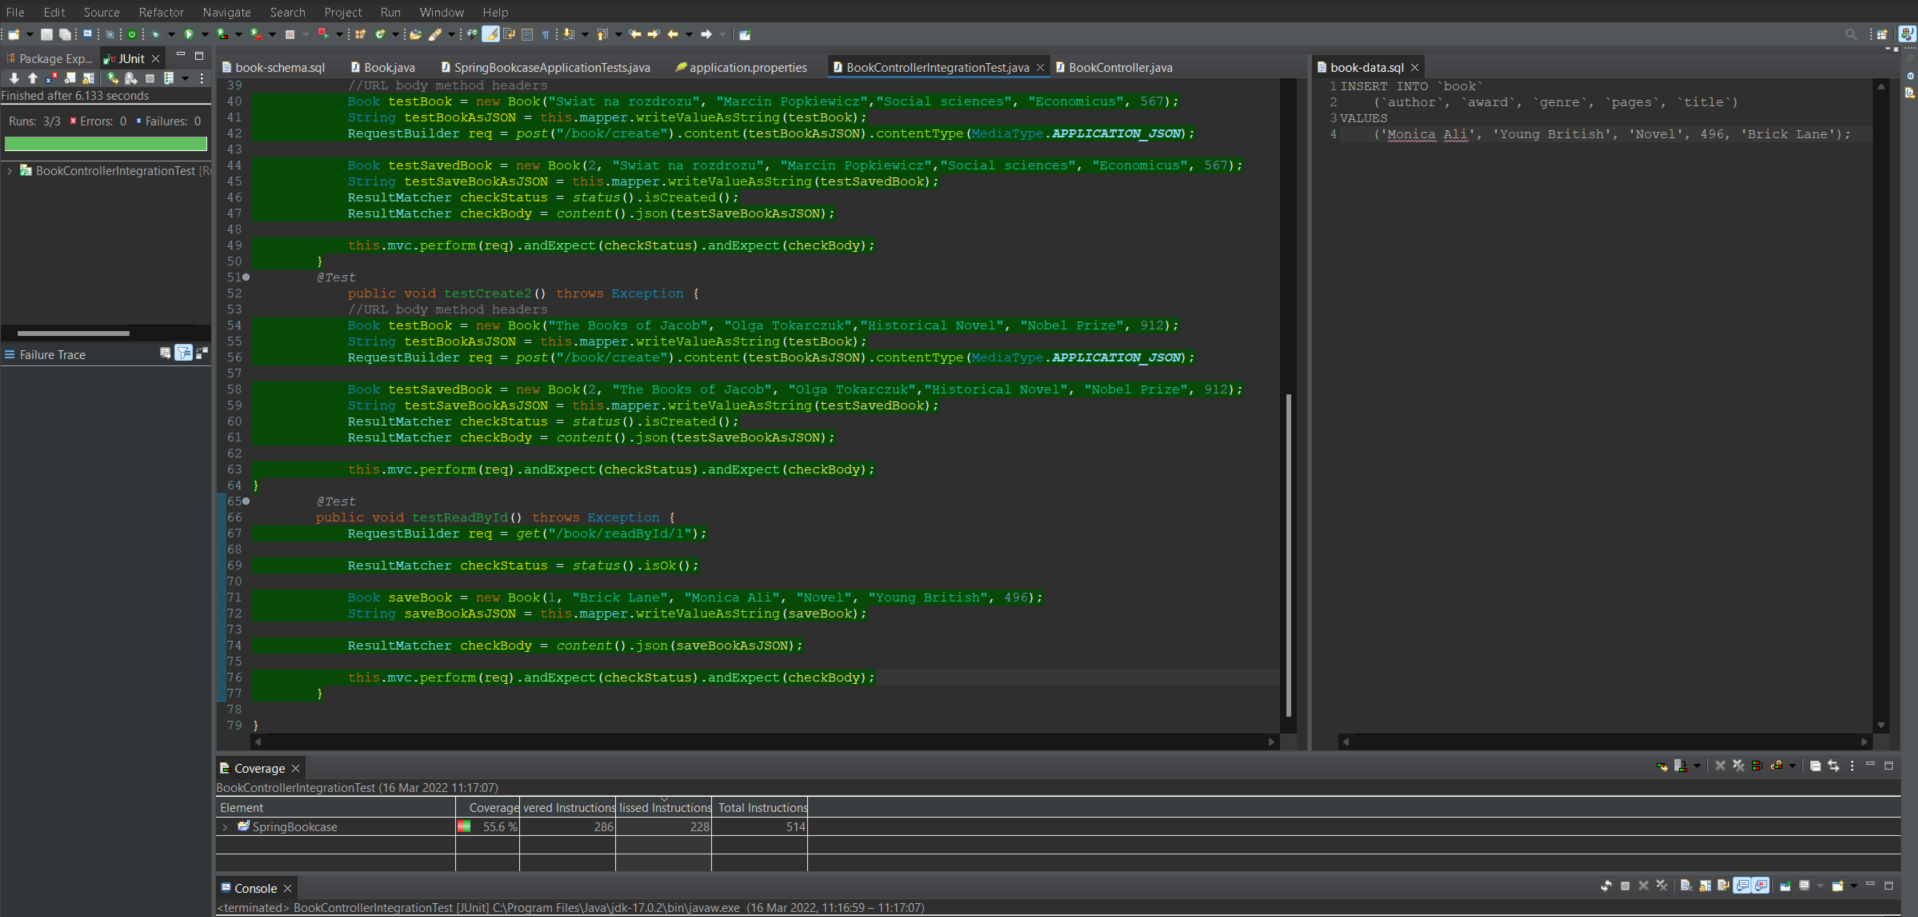 File Edit Source Refactor Navigate Search Project Run Window Help
Package Exp... JUnit
Finished after 6.133 seconds
Runs: 3/3 Errors: 0 Failures: 0
BookControllerIntegrationTest
Failure Trace
book-schema.sql Book.java SpringBookcaseApplicationTests.java application.properties BookControllerIntegrationTest.java BookController.java
39 //URL body method headers
40 Book testBook = new Book("Swiat na rozdrozu", "Marcin Popkiewicz","Social sciences", "Economicus", 567);
41 String testBookAsJSON = this.mapper.writeValueAsString(testBook);
42 RequestBuilder req = post("/book/create").content(testBookAsJSON).contentType(MediaType.APPLICATION_JSON);
43
44 Book testSavedBook = new Book(2, "Swiat na rozdrozu", "Marcin Popkiewicz","Social sciences", "Economicus", 567);
45 String testSaveBookAsJSON = this.mapper.writeValueAsString(testSavedBook);
46 ResultMatcher checkStatus = status().isCreated();
47 ResultMatcher checkBody = content().json(testSaveBookAsJSON);
48
49 this.mvc.perform(req).andExpect(checkStatus).andExpect(checkBody);
50 }
51 @Test
52 public void testCreate2() throws Exception {
53 //URL body method headers
54 Book testBook = new Book("The Books of Jacob", "Olga Tokarczuk","Historical Novel", "Nobel Prize", 912);
55 String testBookAsJSON = this.mapper.writeValueAsString(testBook);
56 RequestBuilder req = post("/book/create").content(testBookAsJSON).contentType(MediaType.APPLICATION_JSON);
57
58 Book testSavedBook = new Book(2, "The Books of Jacob", "Olga Tokarczuk","Historical Novel", "Nobel Prize", 912);
59 String testSaveBookAsJSON = this.mapper.writeValueAsString(testSavedBook);
60 ResultMatcher checkStatus = status().isCreated();
61 ResultMatcher checkBody = content().json(testSaveBookAsJSON);
62
63 this.mvc.perform(req).andExpect(checkStatus).andExpect(checkBody);
64 }
65 @Test
66 public void testReadById() throws Exception {
67 RequestBuilder req = get("/book/readById/1");
68
69 ResultMatcher checkStatus = status().isOk();
70
71 Book saveBook = new Book(1, "Brick Lane", "Monica Ali", "Novel", "Young British", 496);
72 String saveBookAsJSON = this.mapper.writeValueAsString(saveBook);
73
74 ResultMatcher checkBody = content().json(saveBookAsJSON);
75
76 this.mvc.perform(req).andExpect(checkStatus).andExpect(checkBody);
77 }
78
79 }
book-data.sql
1 INSERT INTO `book`
2 (`author`, `award`, `genre`, `pages`, `title`)
3 VALUES
4 ('Monica Ali', 'Young British', 'Novel', 496, 'Brick Lane');
Coverage
BookControllerIntegrationTest (16 Mar 2022 11:17:07)
Element Coverage vered Instructions lissed Instructions Total Instructions
SpringBookcase 55.6 % 286 228 514
Console
<terminated> BookControllerIntegrationTest [JUnit] C:\Program Files\Java\jdk-17.0.2\bin\javaw.exe (16 Mar 2022, 11:16:59 – 11:17:07)